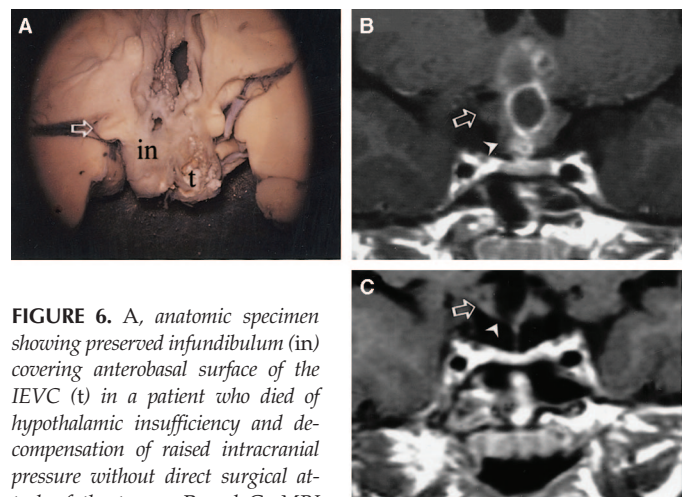 A
in
t
B
C
FIGURE 6. A, anatomic specimen
showing preserved infundibulum (in)
covering anterobasal surface of the
IEVC (t) in a patient who died of
hypothalamic insufficiency and de-
compensation of raised intracranial
pressure without direct surgical at-